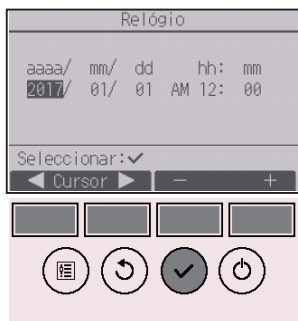 Relógio
aaaa/ mm/ dd hh: mm
2017/ 01/ 01 AM 12: 00
Seleccionar:✓
◀ Cursor ▶ − +